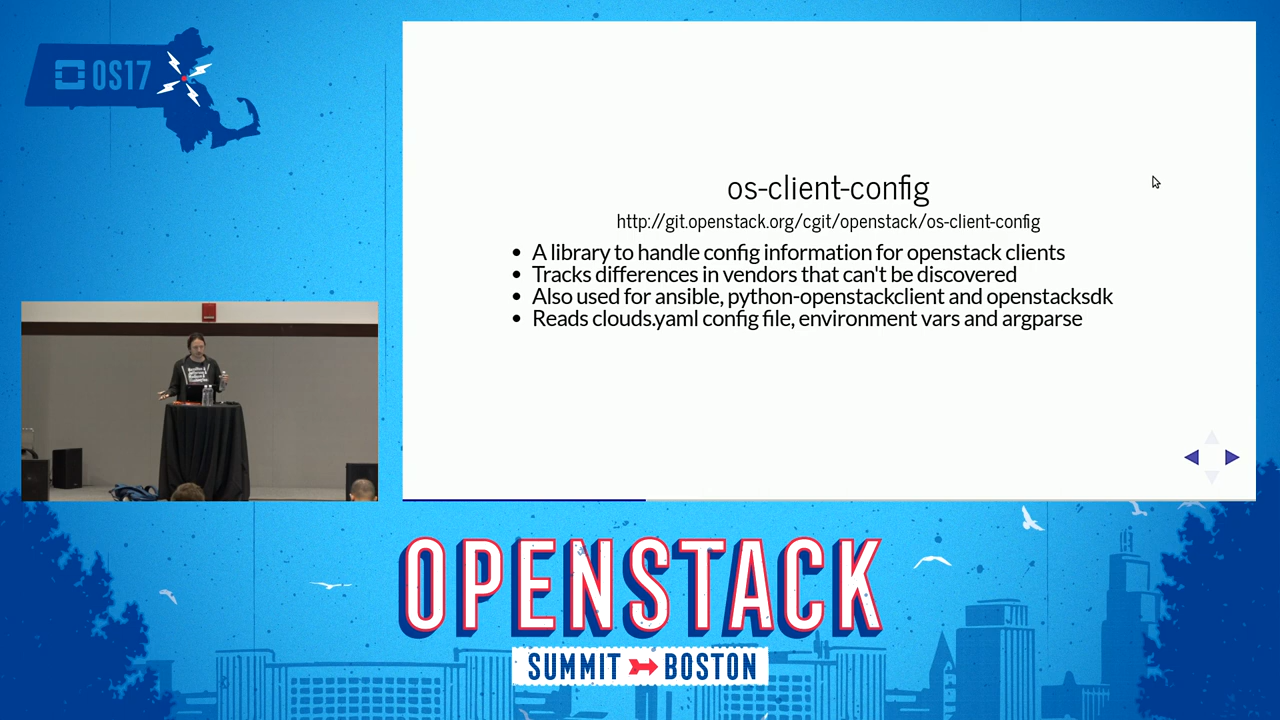 OS17
os-client-config
http://git.openstack.org/cgit/openstack/os-client-config
A library to handle config information for openstack clients
Tracks differences in vendors that can't be discovered
Also used for ansible, python-openstackclient and openstacksdk
Reads clouds.yaml config file, environment vars and argparse
OPENSTACK
SUMMIT BOSTON